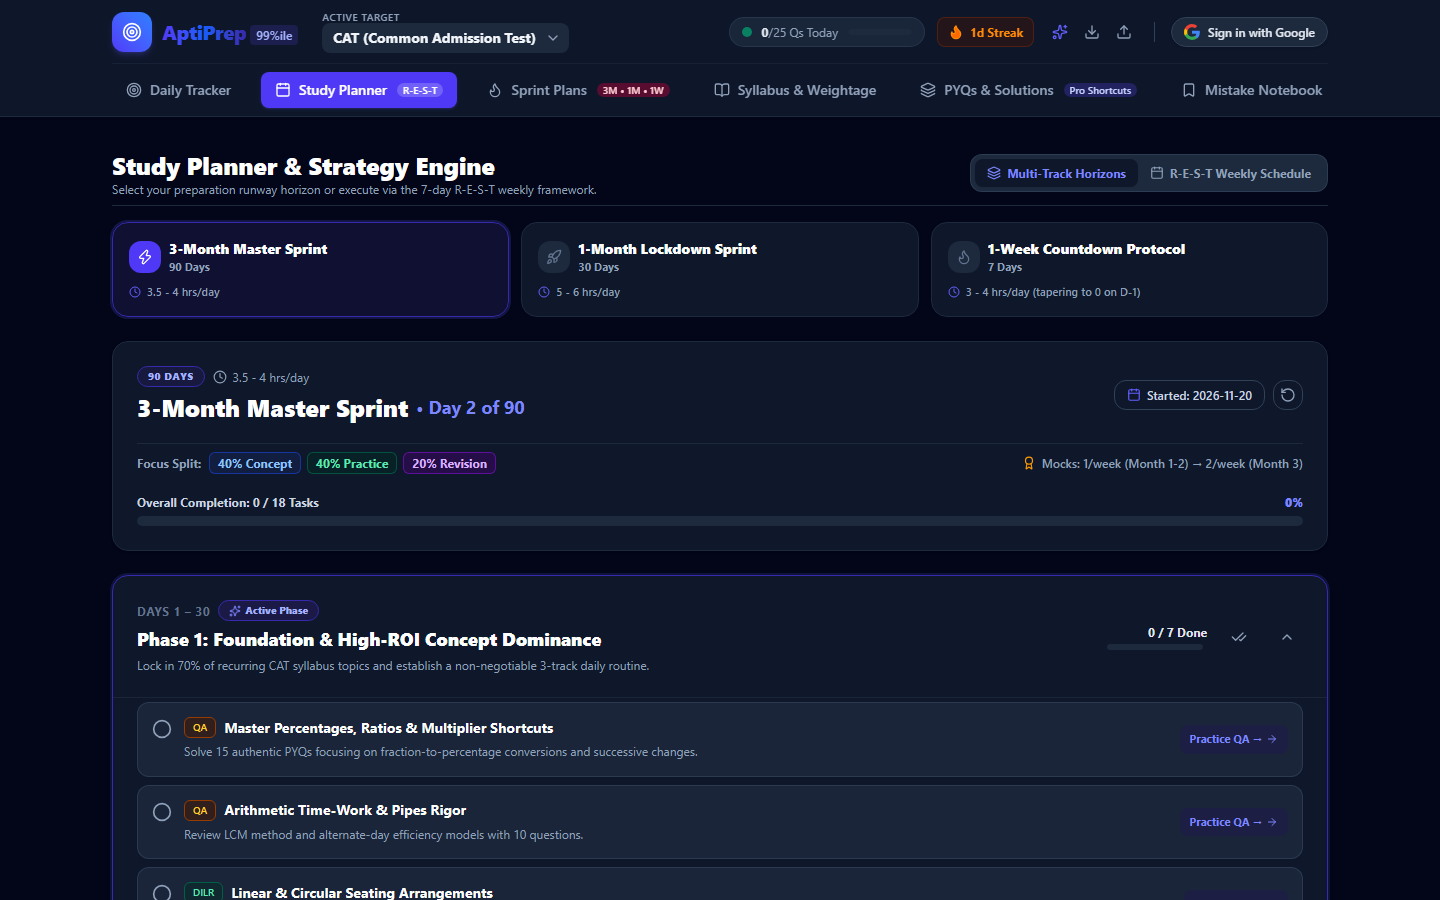 AptiPrep 99%ile
ACTIVE TARGET
CAT (Common Admission Test)
0/25 Qs Today
1d Streak
Sign in with Google
Daily Tracker
Study Planner R-E-S-T
Sprint Plans 3M • 1M • 1W
Syllabus & Weightage
PYQs & Solutions Pro Shortcuts
Mistake Notebook
Study Planner & Strategy Engine
Select your preparation runway horizon or execute via the 7-day R-E-S-T weekly framework.
Multi-Track Horizons
R-E-S-T Weekly Schedule
3-Month Master Sprint
90 Days
3.5 - 4 hrs/day
1-Month Lockdown Sprint
30 Days
5 - 6 hrs/day
1-Week Countdown Protocol
7 Days
3 - 4 hrs/day (tapering to 0 on D-1)
90 DAYS 3.5 - 4 hrs/day
3-Month Master Sprint • Day 2 of 90
Started: 2026-11-20
Focus Split: 40% Concept 40% Practice 20% Revision
Mocks: 1/week (Month 1-2) → 2/week (Month 3)
Overall Completion: 0 / 18 Tasks
0%
DAYS 1 – 30 Active Phase
Phase 1: Foundation & High-ROI Concept Dominance
Lock in 70% of recurring CAT syllabus topics and establish a non-negotiable 3-track daily routine.
0 / 7 Done
QA Master Percentages, Ratios & Multiplier Shortcuts
Solve 15 authentic PYQs focusing on fraction-to-percentage conversions and successive changes.
Practice QA → →
QA Arithmetic Time-Work & Pipes Rigor
Review LCM method and alternate-day efficiency models with 10 questions.
Practice QA → →
DILR Linear & Circular Seating Arrangements